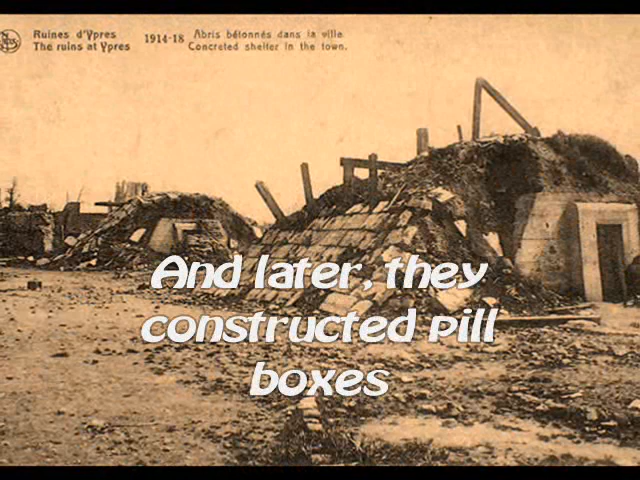 Ruines d'Ypres 1914-18 Abris bétonnés dans la ville
The ruins at Ypres Concreted shelter in the town.
And later, they
constructed pill
boxes